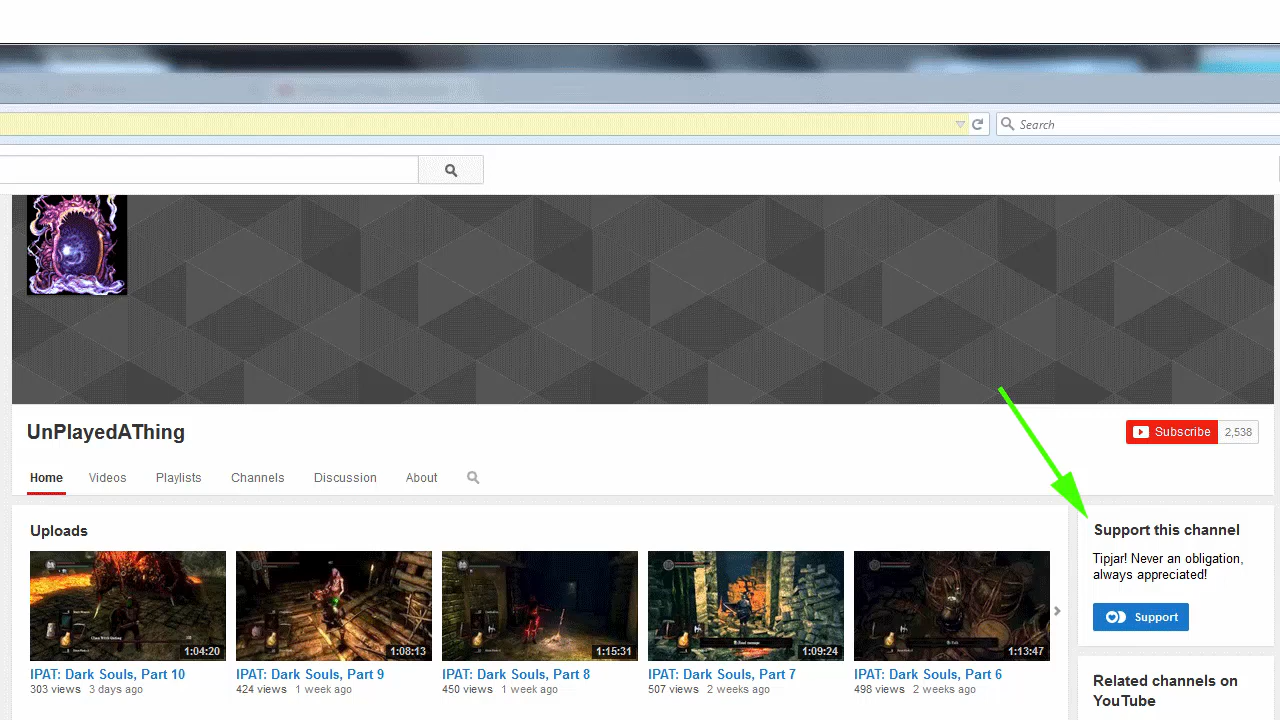 Search
UnPlayedAThing
Subscribe 2,538
Home Videos Playlists Channels Discussion About
Uploads
1:04:20 1:08:13 1:15:31 1:09:24 1:13:47
IPAT: Dark Souls, Part 10 IPAT: Dark Souls, Part 9 IPAT: Dark Souls, Part 8 IPAT: Dark Souls, Part 7 IPAT: Dark Souls, Part 6
303 views 3 days ago 424 views 1 week ago 450 views 1 week ago 507 views 2 weeks ago 498 views 2 weeks ago
Support this channel
Tipjar! Never an obligation,
always appreciated!
Support
Related channels on
YouTube